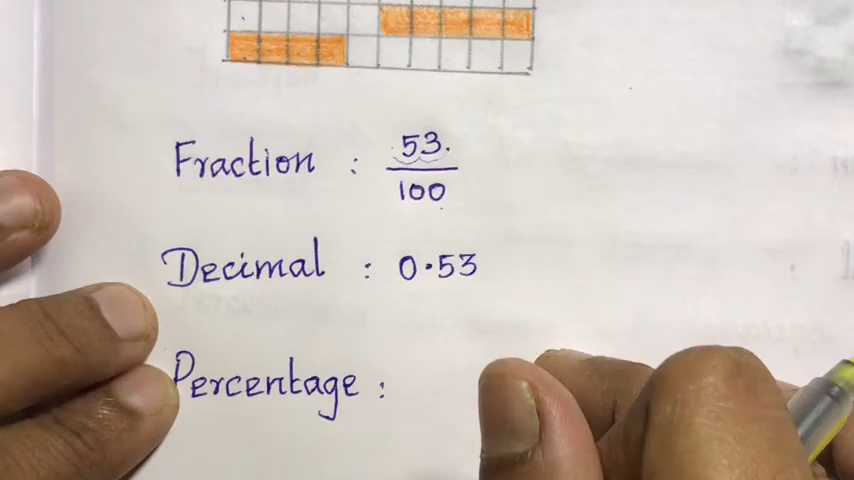 Fraction : 53.
100
Decimal : 0.53
Percentage :